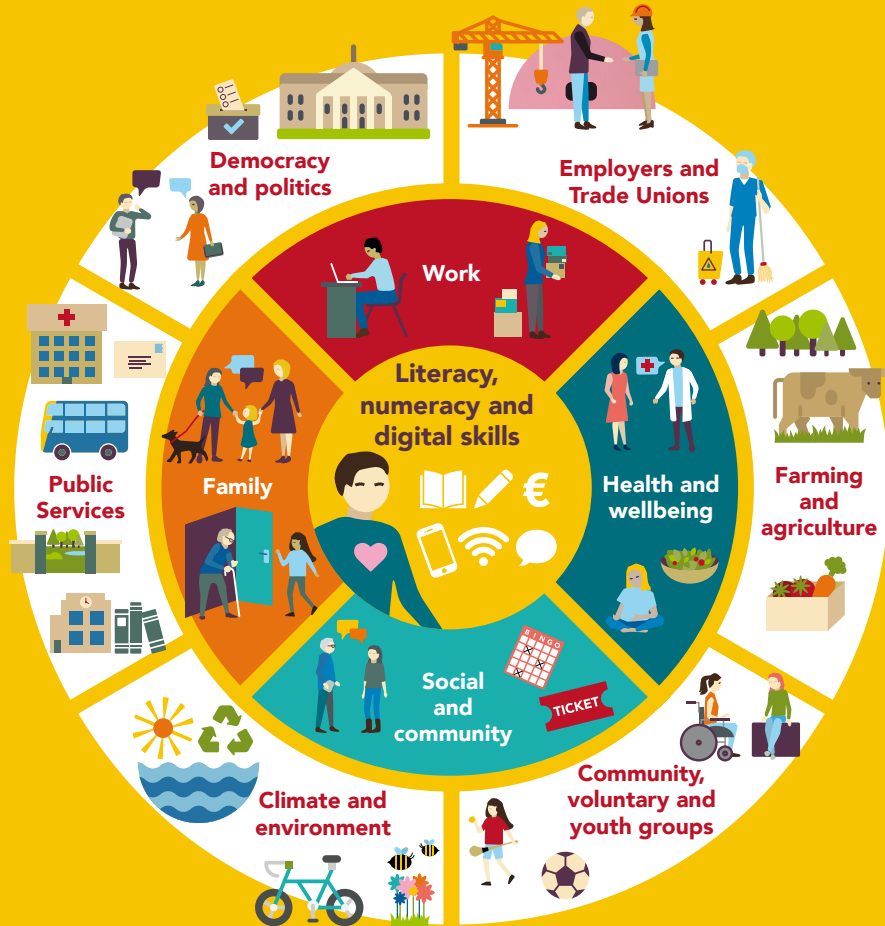 Democracy
and politics
Employers and
Trade Unions
Work
Literacy,
numeracy and
digital skills
€
Public
Services
Family
Health and
wellbeing
Farming
and
agriculture
Social
and
community
BINGO
TICKET
Climate and
environment
Community,
voluntary and
youth groups